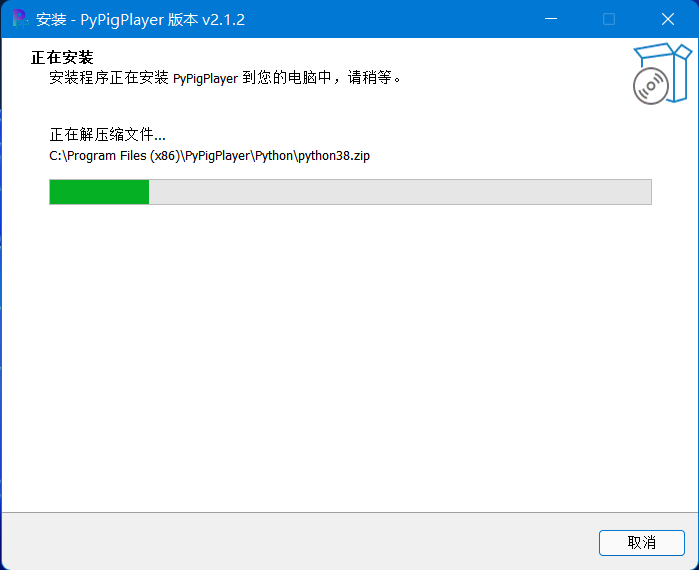 安装 - PyPigPlayer 版本 v2.1.2
正在安装
安装程序正在安装 PyPigPlayer 到您的电脑中，请稍等。
正在解压缩文件...
C:\Program Files (x86)\PyPigPlayer\Python\python38.zip
取消